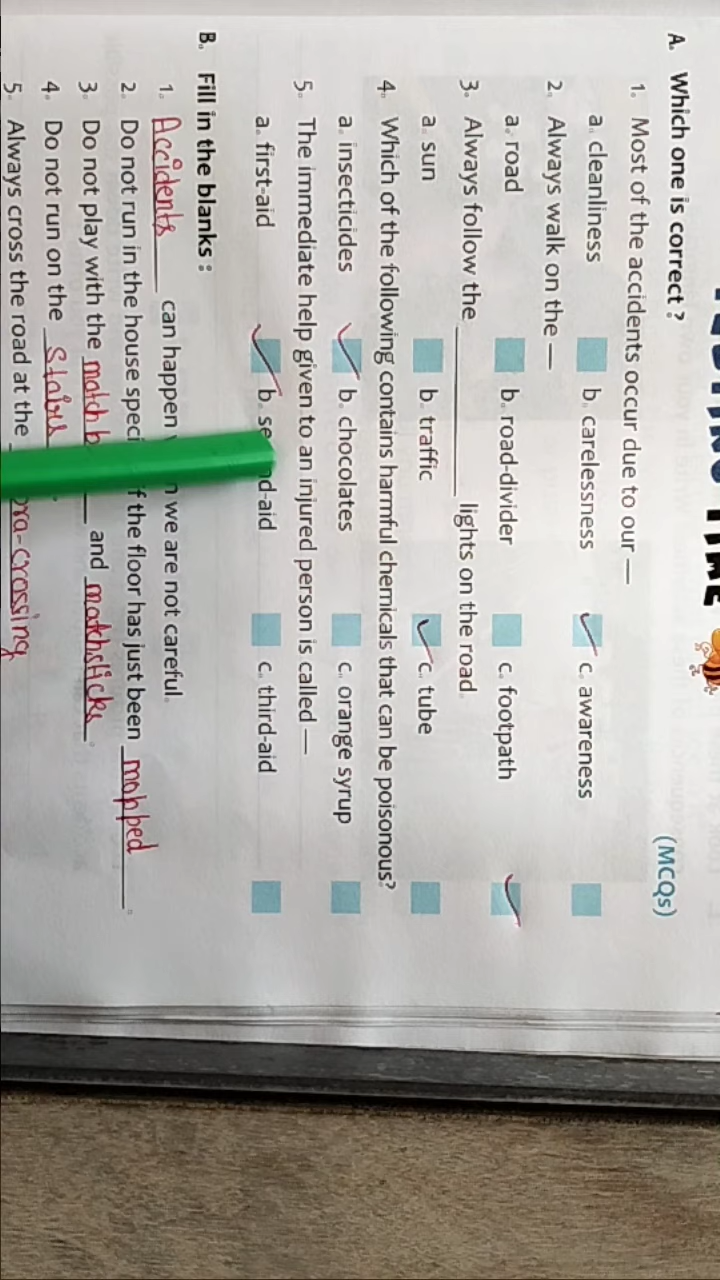 TIME
A. Which one is correct ? (MCQs)
1. Most of the accidents occur due to our —
a. cleanliness b. carelessness c. awareness
2. Always walk on the —
a. road b. road-divider c. footpath
3. Always follow the ________ lights on the road
a. sun b. traffic c. tube
4. Which of the following contains harmful chemicals that can be poisonous?
a. insecticides b. chocolates c. orange syrup
5. The immediate help given to an injured person is called —
a. first-aid b. c. third-aid
B. Fill in the blanks :
1. Accidents can happen we are not careful.
2. Do not run in the house if the floor has just been mopped.
3. Do not play with the match and matchsticks.
4. Do not run on the Stairs.
5. Always cross the road at the